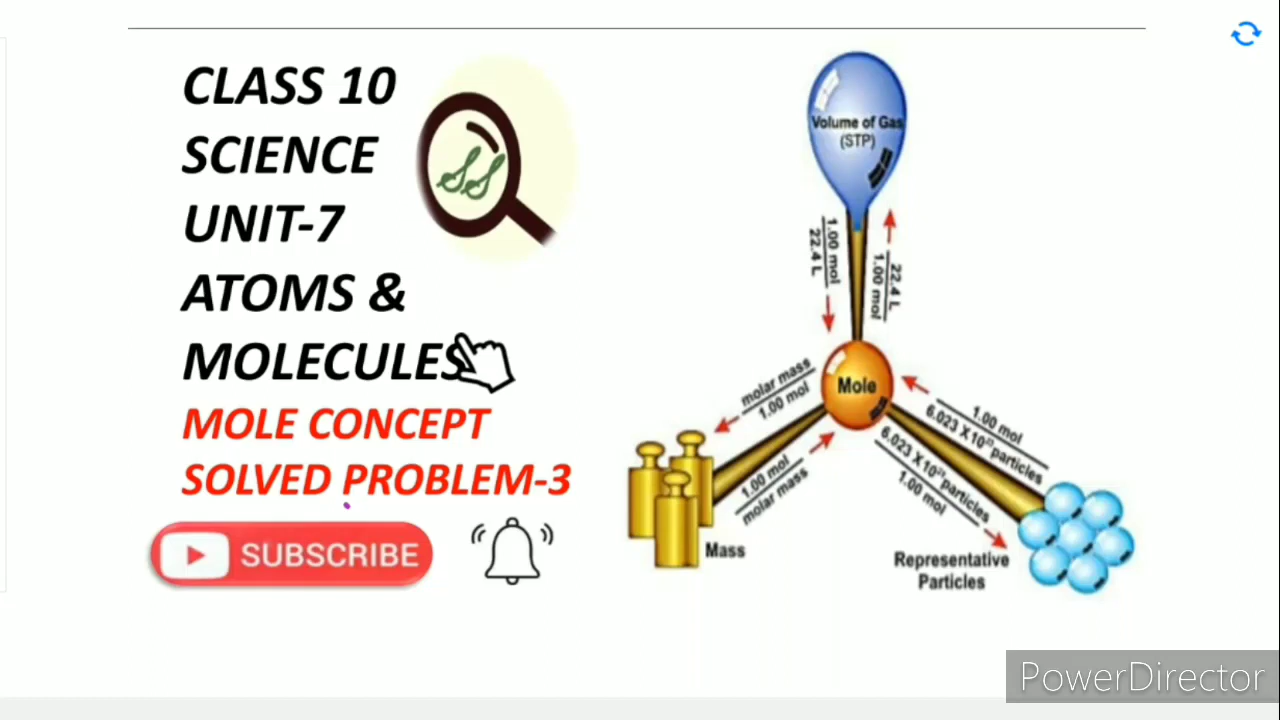 CLASS 10
SCIENCE
UNIT-7
ATOMS &
MOLECULES
MOLE CONCEPT
SOLVED PROBLEM-3
SUBSCRIBE
Volume of Gas
(STP)
1.00 mol
22.4 L
22.4 L
1.00 mol
Mole
molar mass
1.00 mol
1.00 mol
molar mass
1.00 mol
6.023 X 10²³ particles
6.023 X 10²³ particles
1.00 mol
Mass
Representative
Particles
PowerDirector